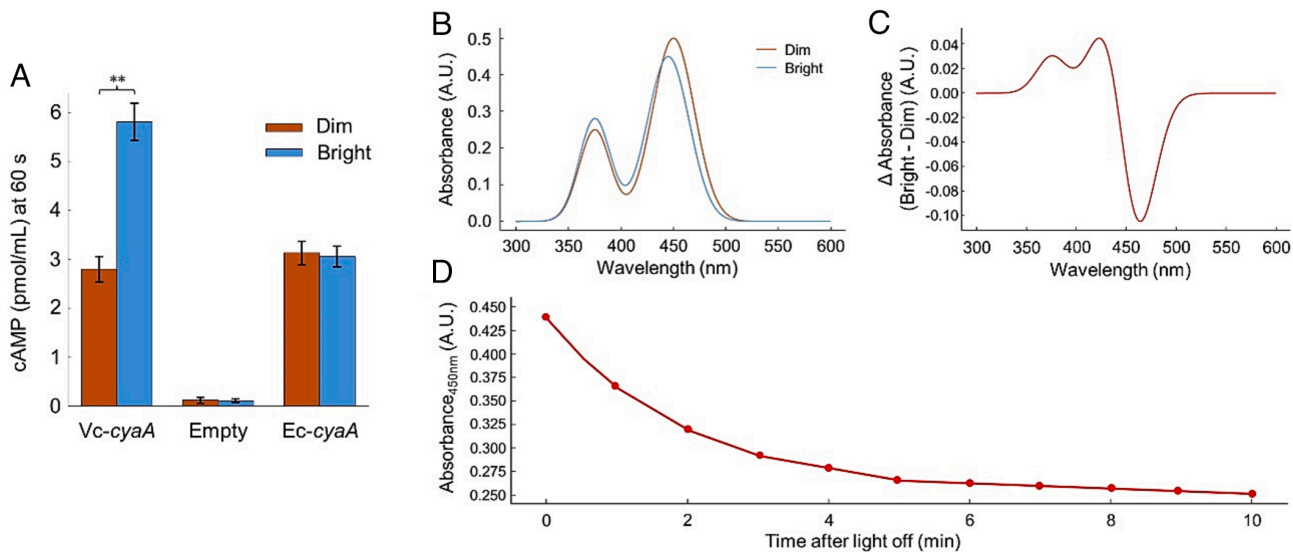 A
cAMP (pmol/mL) at 60 s
6
5
4
3
2
1
0
**
Dim
Bright
Vc-cyaA
Empty
Ec-cyaA
B
Absorbance (A.U.)
0.5
0.4
0.3
0.2
0.1
0.0
Dim
Bright
300
350
400
450
500
550
600
Wavelength (nm)
C
Δ Absorbance
(Bright - Dim) (A.U.)
0.04
0.02
0.00
-0.02
-0.04
-0.06
-0.08
-0.10
300
350
400
450
500
550
600
Wavelength (nm)
D
Absorbance450nm (A.U.)
0.450
0.425
0.400
0.375
0.350
0.325
0.300
0.275
0.250
0
2
4
6
8
10
Time after light off (min)